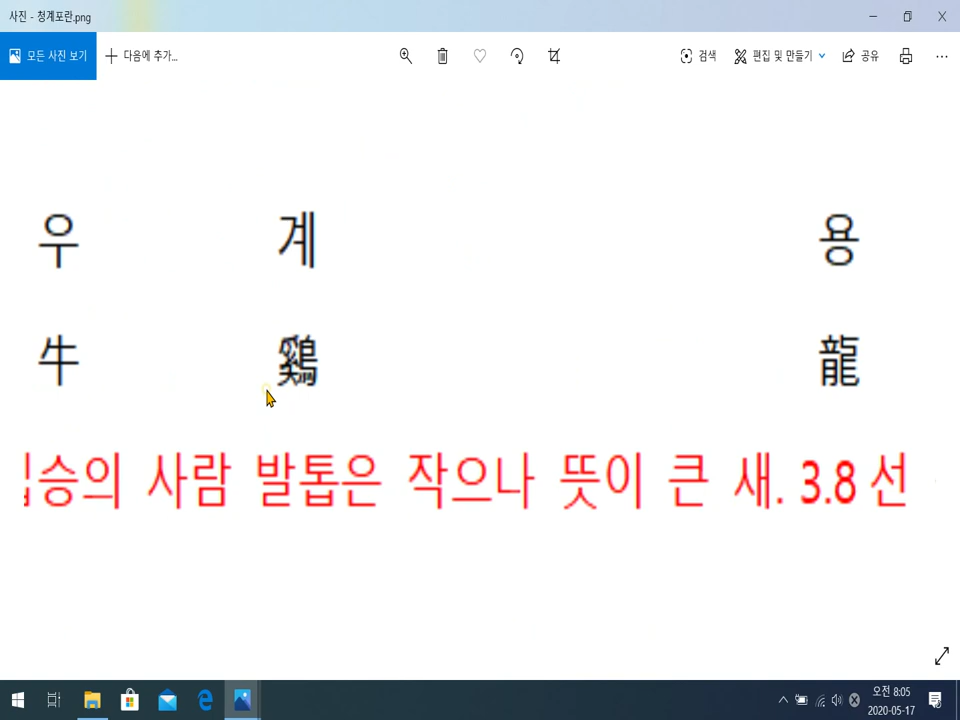 사진 - 청계포란.png
모든 사진 보기
다음에 추가...
검색
편집 및 만들기
공유
우 계 용
牛 鷄 龍
승의 사람 발톱은 작으나 뜻이 큰 새. 3.8 선
오전 8:05
2020-05-17